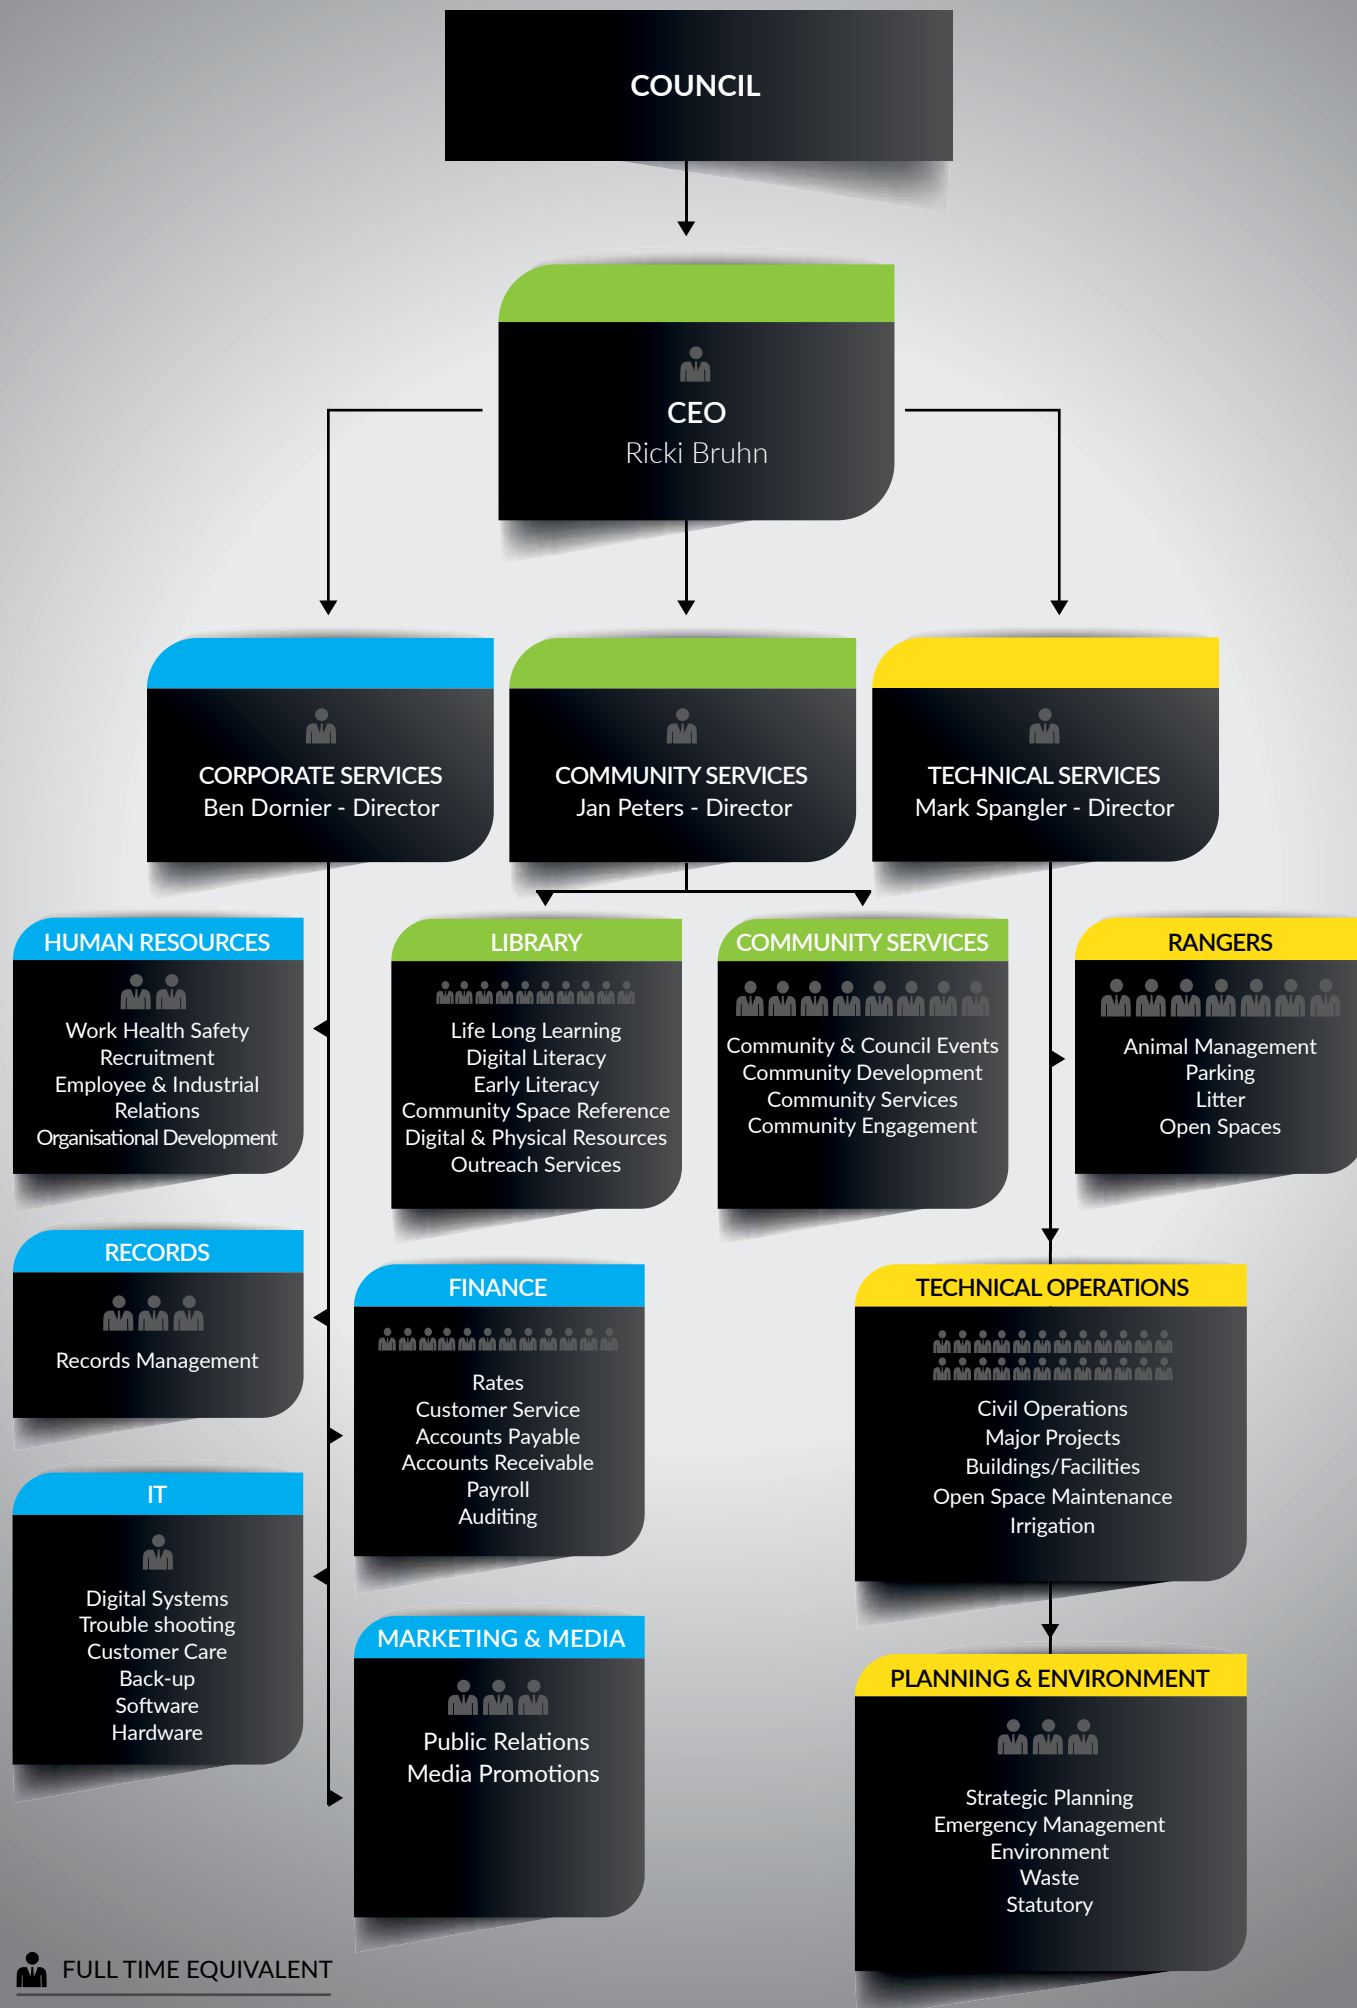 COUNCIL
CEO
Ricki Bruhn
CORPORATE SERVICES
Ben Dornier - Director
COMMUNITY SERVICES
Jan Peters - Director
TECHNICAL SERVICES
Mark Spangler - Director
HUMAN RESOURCES
Work Health Safety
Recruitment
Employee & Industrial
Relations
Organisational Development
LIBRARY
Life Long Learning
Digital Literacy
Early Literacy
Community Space Reference
Digital & Physical Resources
Outreach Services
COMMUNITY SERVICES
Community & Council Events
Community Development
Community Services
Community Engagement
RANGERS
Animal Management
Parking
Litter
Open Spaces
RECORDS
Records Management
FINANCE
Rates
Customer Service
Accounts Payable
Accounts Receivable
Payroll
Auditing
TECHNICAL OPERATIONS
Civil Operations
Major Projects
Buildings/Facilities
Open Space Maintenance
Irrigation
IT
Digital Systems
Trouble shooting
Customer Care
Back-up
Software
Hardware
MARKETING & MEDIA
Public Relations
Media Promotions
PLANNING & ENVIRONMENT
Strategic Planning
Emergency Management
Environment
Waste
Statutory
FULL TIME EQUIVALENT